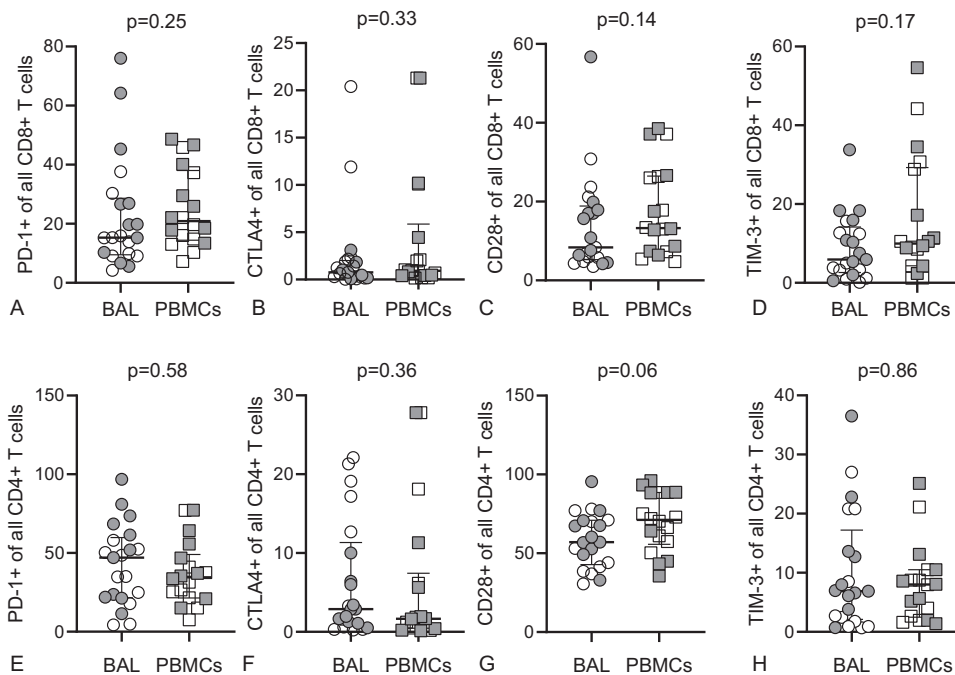 p=0.25
80
60
40
20
0
PD-1+ of all CD8+ T cells
A
BAL PBMCs
p=0.33
25
20
15
10
5
0
CTLA4+ of all CD8+ T cells
B
BAL PBMCs
p=0.14
60
40
20
0
CD28+ of all CD8+ T cells
C
BAL PBMCs
p=0.17
60
40
20
0
TIM-3+ of all CD8+ T cells
D
BAL PBMCs
p=0.58
150
100
50
0
PD-1+ of all CD4+ T cells
E
BAL PBMCs
p=0.36
30
20
10
0
CTLA4+ of all CD4+ T cells
F
BAL PBMCs
p=0.06
150
100
50
0
CD28+ of all CD4+ T cells
G
BAL PBMCs
p=0.86
40
30
20
10
0
TIM-3+ of all CD4+ T cells
H
BAL PBMCs